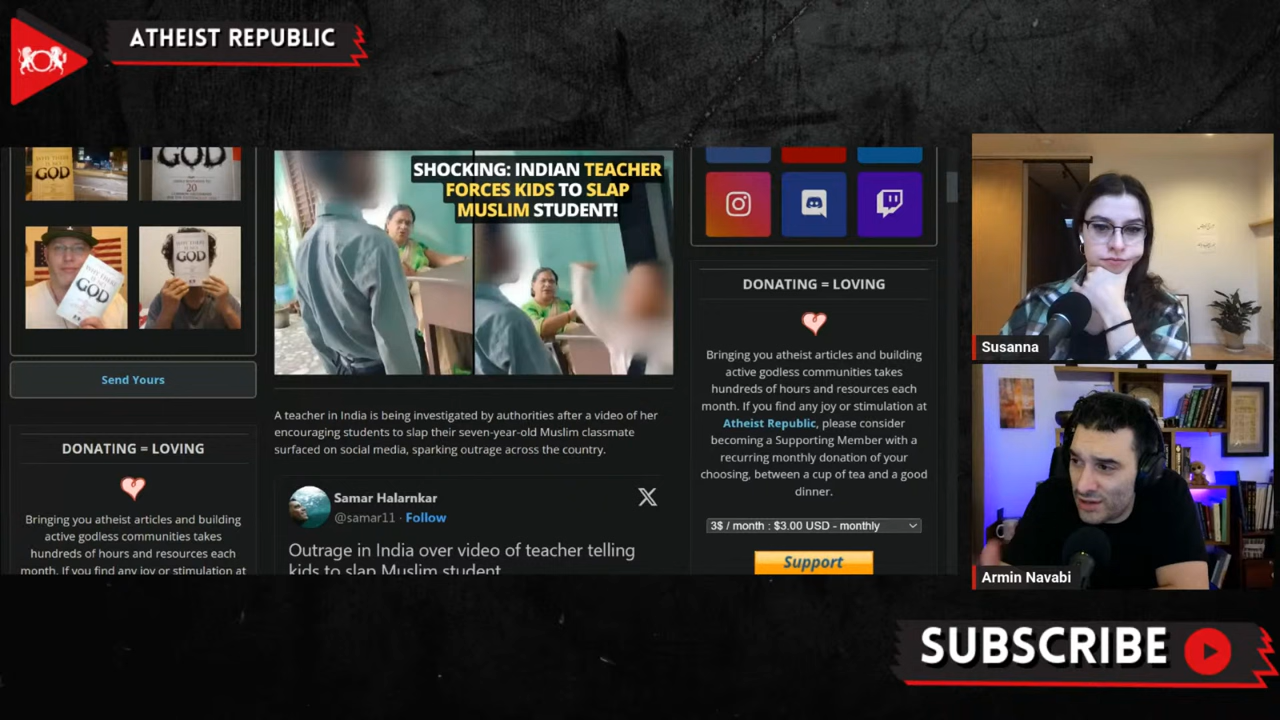 ATHEIST REPUBLIC
GOD
GOD
20
GOD
GOD
Send Yours
DONATING = LOVING
Bringing you atheist articles and building
active godless communities takes
hundreds of hours and resources each
month. If you find any joy or stimulation at
SHOCKING: INDIAN TEACHER
FORCES KIDS TO SLAP
MUSLIM STUDENT!
A teacher in India is being investigated by authorities after a video of her
encouraging students to slap their seven-year-old Muslim classmate
surfaced on social media, sparking outrage across the country.
Samar Halarnkar
@samar11 · Follow
Outrage in India over video of teacher telling
kids to slap Muslim student
DONATING = LOVING
Bringing you atheist articles and building
active godless communities takes
hundreds of hours and resources each
month. If you find any joy or stimulation at
Atheist Republic, please consider
becoming a Supporting Member with a
recurring monthly donation of your
choosing, between a cup of tea and a good
dinner.
3$ / month : $3.00 USD - monthly
Support
Susanna
Armin Navabi
SUBSCRIBE